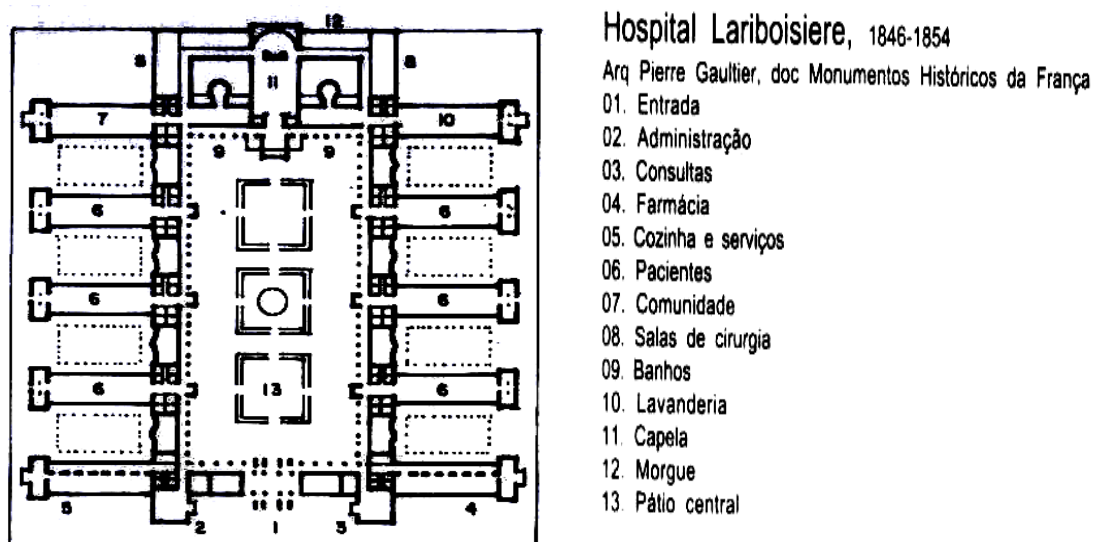 12
Hospital Lariboisiere, 1846-1854
Arq Pierre Gaultier, doc Monumentos Históricos da França
01. Entrada
02. Administração
03. Consultas
04. Farmácia
05. Cozinha e serviços
06. Pacientes
07. Comunidade
08. Salas de cirurgia
09. Banhos
10. Lavanderia
11. Capela
12. Morgue
13. Pátio central
8 8
11
7 10
9 9
6 6
6 6
6 13 6
5 4
2 1 3